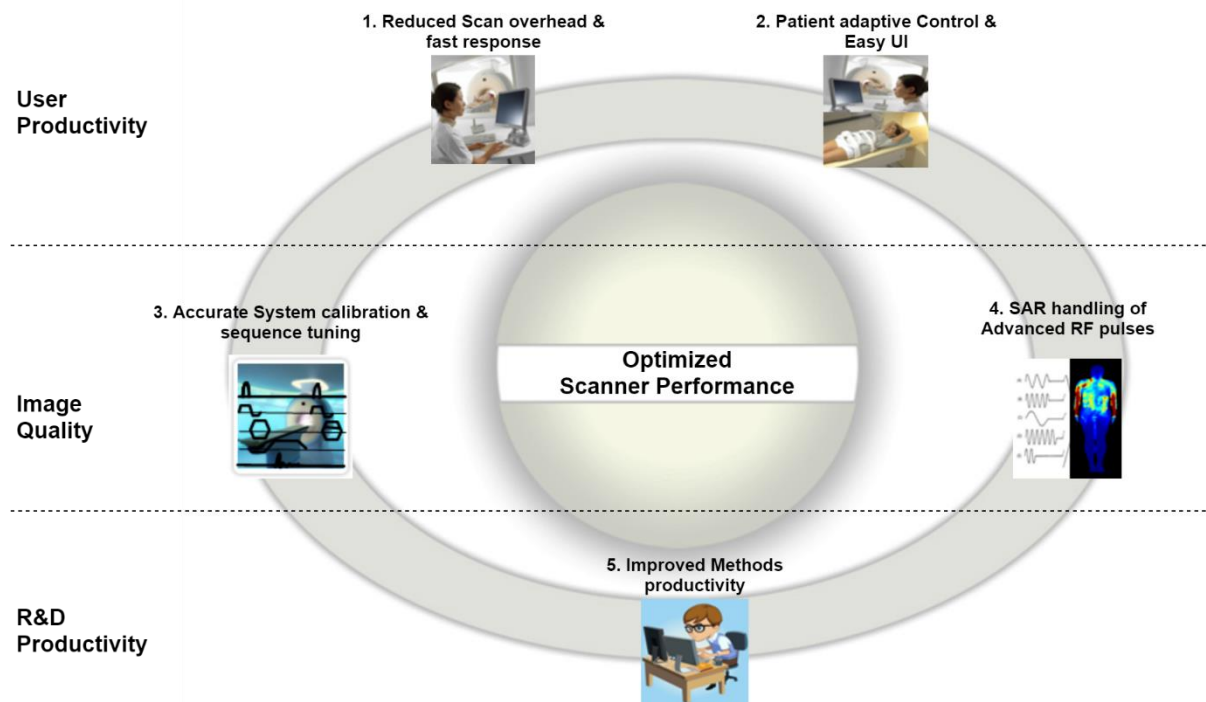 1. Reduced Scan overhead &
fast response
2. Patient adaptive Control &
Easy UI
User
Productivity
3. Accurate System calibration &
sequence tuning
4. SAR handling of
Advanced RF pulses
Optimized
Scanner Performance
Image
Quality
5. Improved Methods
productivity
R&D
Productivity